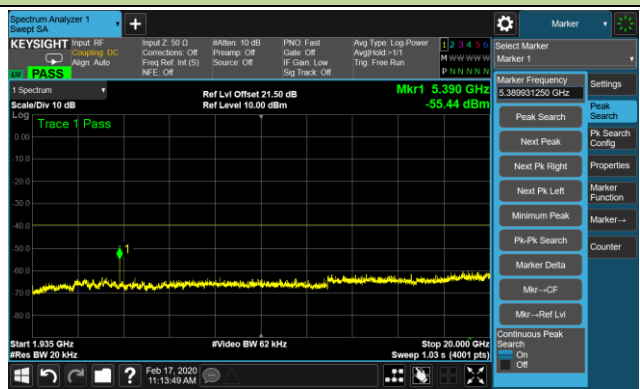 Spectrum Analyzer 1
Swept SA
Marker
KEYSIGHT
Input: RF
Coupling: DC
Align: Auto
Input Z: 50 Ω
Corrections: Off
Freq Ref: Int (S)
NFE: Off
#Atten: 10 dB
Preamp: Off
Source: Off
PNO: Fast
Gate: Off
IF Gain: Low
Sig Track: Off
Avg Type: Log-Power
Avg|Hold:>1/1
Trig: Free Run
1 2 3 4 5 6
M W W W W W
P N N N N N
LXI PASS
Select Marker
Marker 1
1 Spectrum
Scale/Div 10 dB
Log
Ref Lvl Offset 21.50 dB
Ref Level 10.00 dBm
Mkr1 5.390 GHz
-55.44 dBm
Trace 1 Pass
0.00
-10.0
-20.0
-30.0
-40.0
-50.0
-60.0
-70.0
-80.0
1
Start 1.935 GHz
#Res BW 20 kHz
#Video BW 62 kHz
Stop 20.000 GHz
Sweep 1.03 s (4001 pts)
Marker Frequency
5.389931250 GHz
Peak Search
Next Peak
Next Pk Right
Next Pk Left
Minimum Peak
Pk-Pk Search
Marker Delta
Mkr→CF
Mkr→Ref Lvl
Continuous Peak
Search
On
Off
Settings
Peak
Search
Pk Search
Config
Properties
Marker
Function
Marker→
Counter
?
Feb 17, 2020
11:13:49 AM